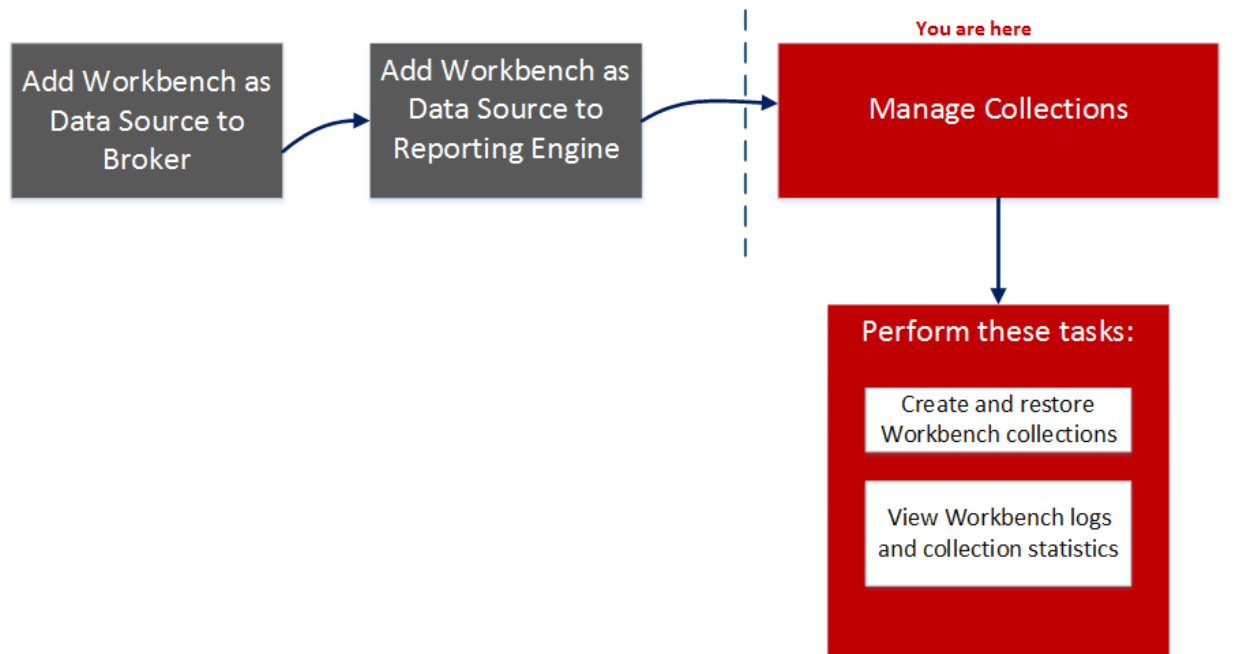 You are here
Add Workbench as
Data Source to
Broker
Add Workbench as
Data Source to
Reporting Engine
Manage Collections
Perform these tasks:
Create and restore
Workbench collections
View Workbench logs
and collection statistics